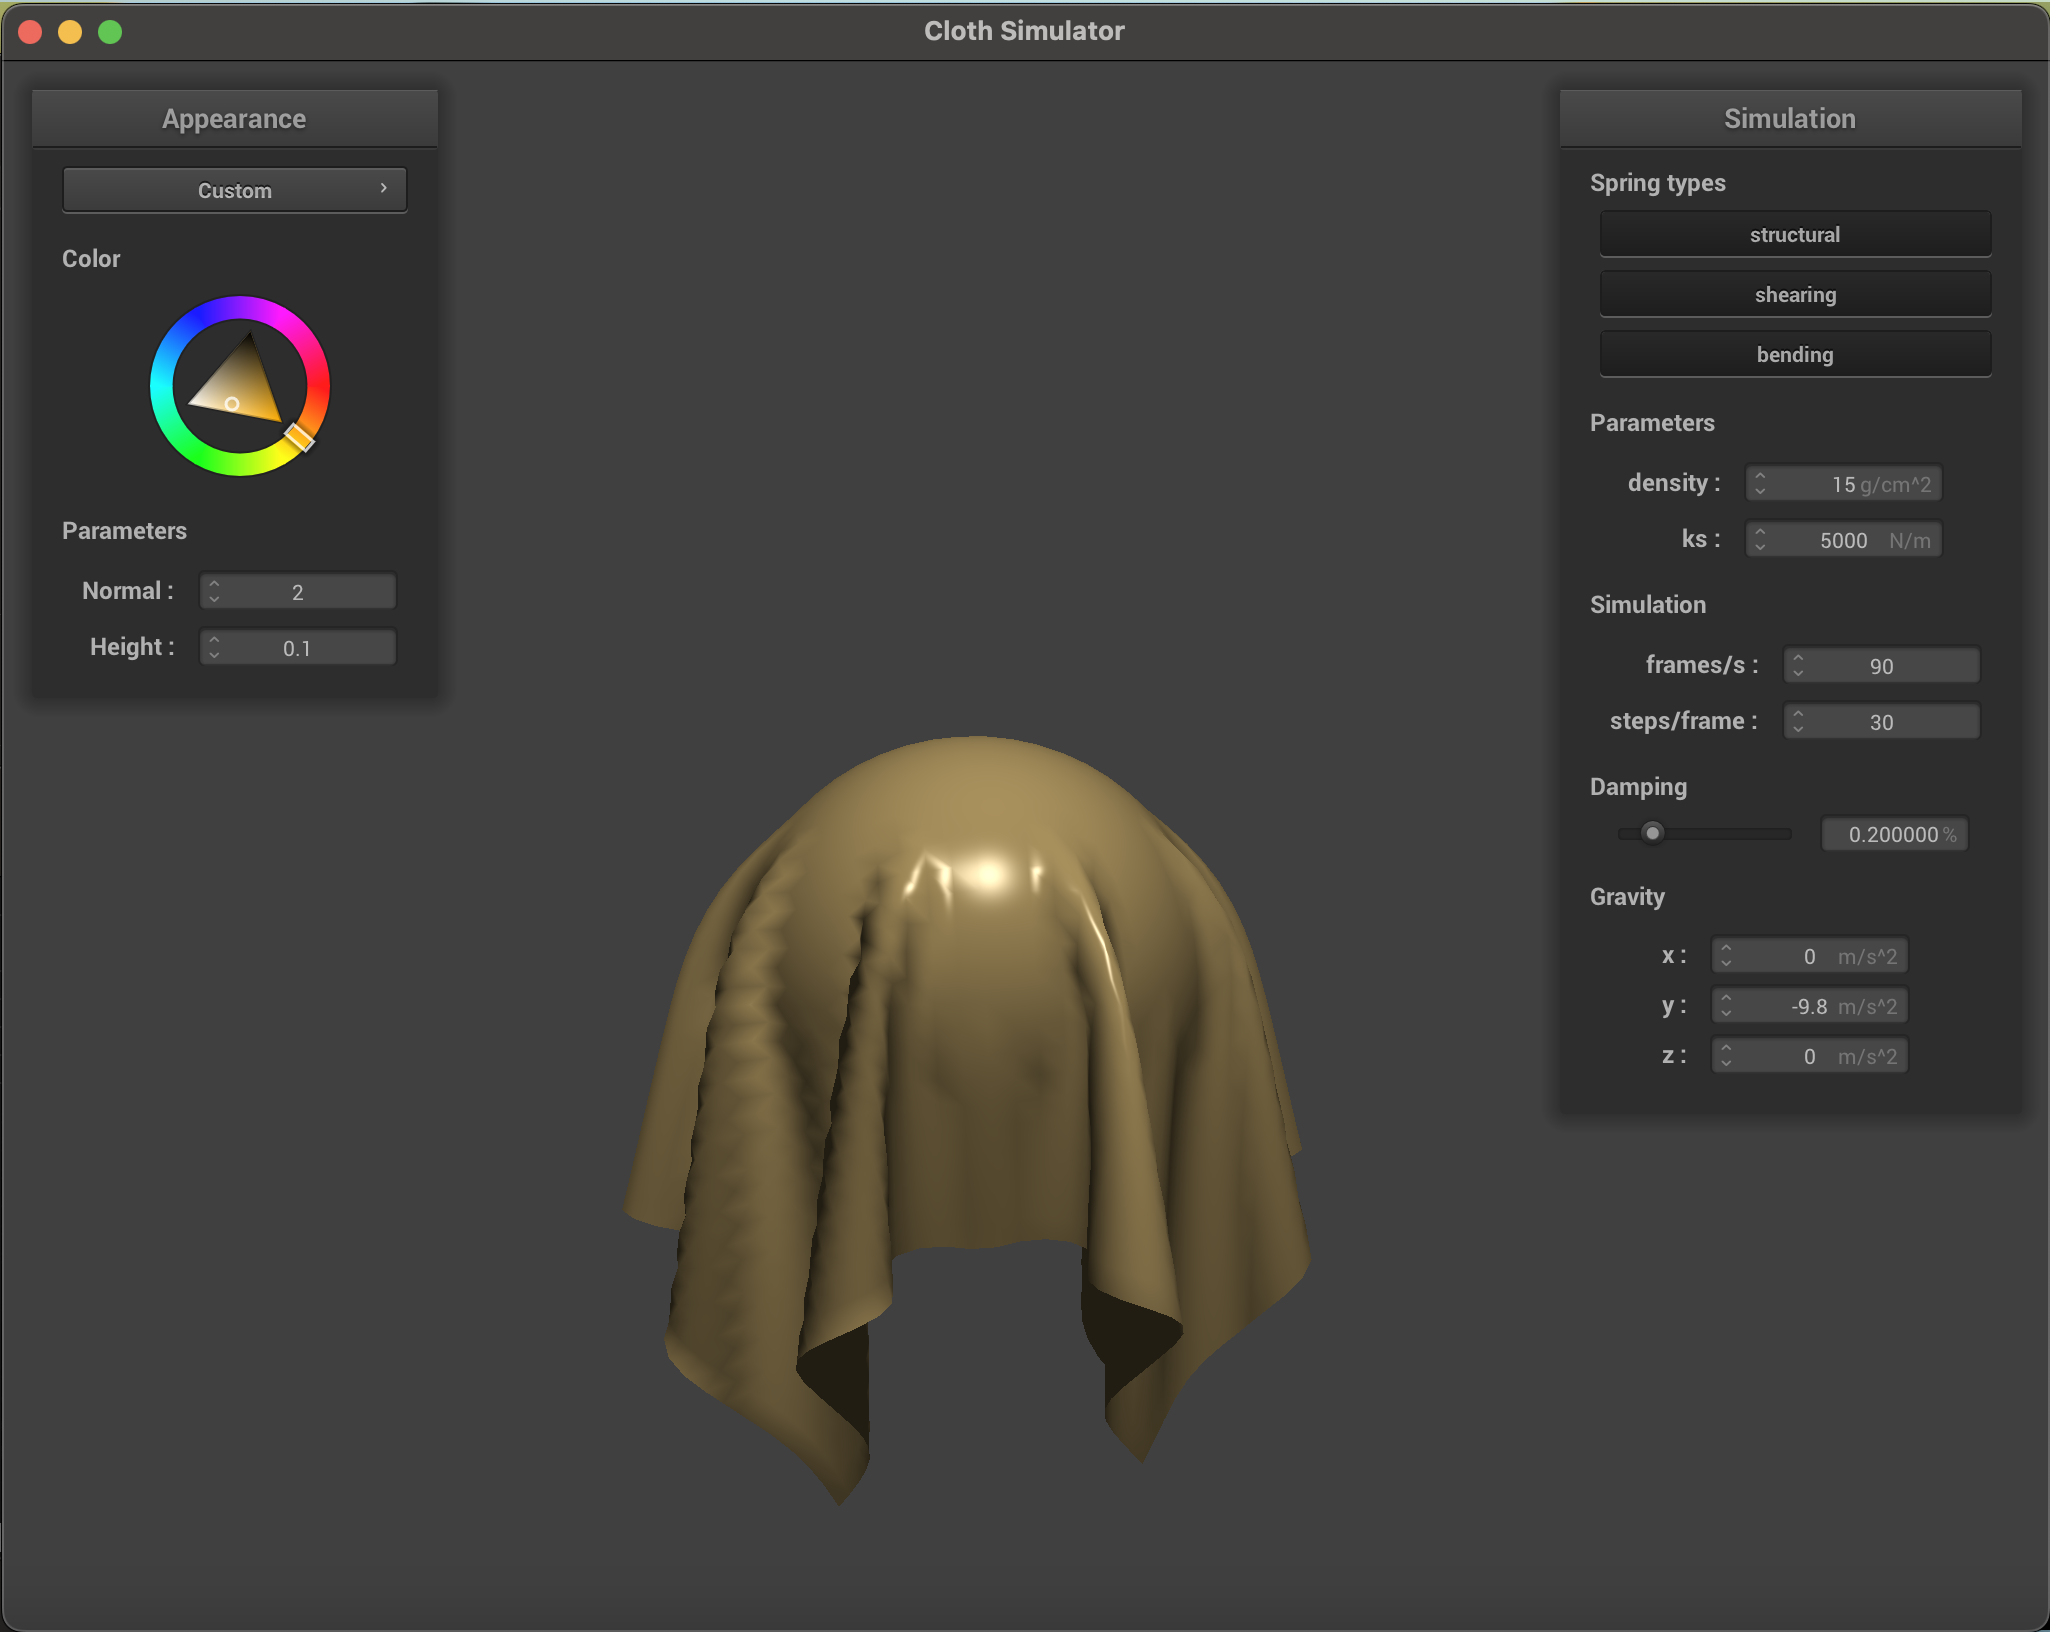 Cloth Simulator
Appearance
Custom
Color
Parameters
Normal : 2
Height : 0.1
Simulation
Spring types
structural
shearing
bending
Parameters
density : 15 g/cm^2
ks : 5000 N/m
Simulation
frames/s : 90
steps/frame : 30
Damping
0.200000 %
Gravity
x : 0 m/s^2
y : -9.8 m/s^2
z : 0 m/s^2